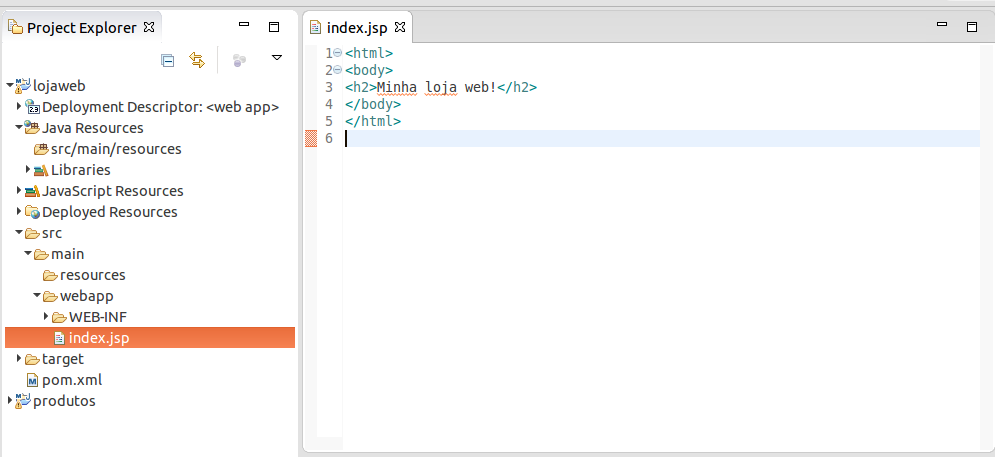 Project Explorer
lojaweb
Deployment Descriptor: <web app>
Java Resources
src/main/resources
Libraries
JavaScript Resources
Deployed Resources
src
main
resources
webapp
WEB-INF
index.jsp
target
pom.xml
produtos
index.jsp
1 <html>
2 <body>
3 <h2>Minha loja web!</h2>
4 </body>
5 </html>
6